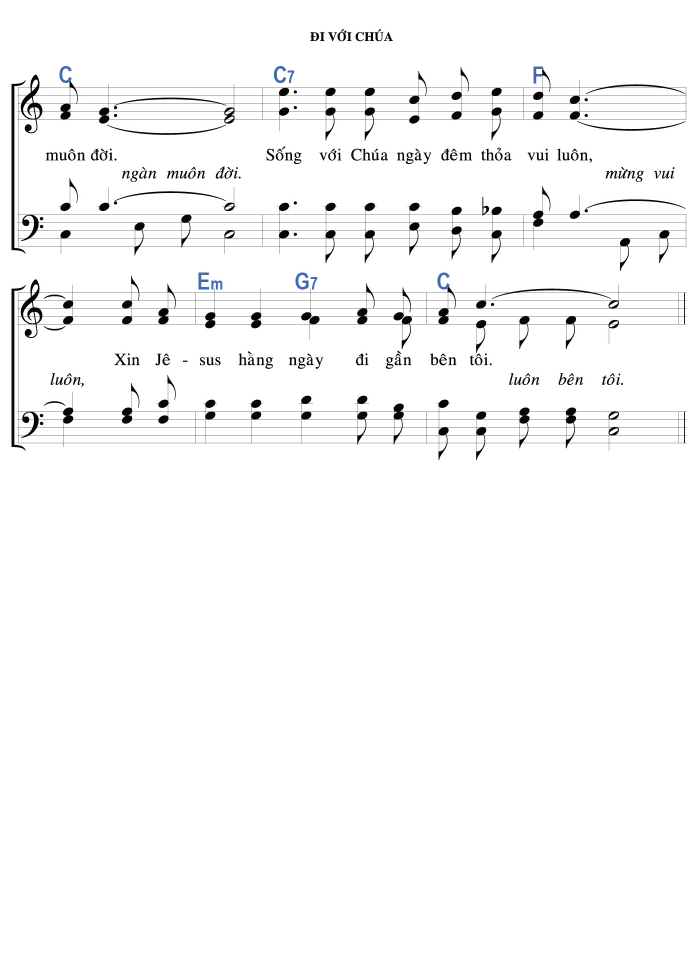 ĐI VỚI CHÚA
C C7 F
muôn đời. Sống với Chúa ngày đêm thỏa vui luôn,
ngàn muôn đời. mừng vui
Em G7 C
Xin Jê - sus hàng ngày đi gần bên tôi.
luôn, luôn bên tôi.